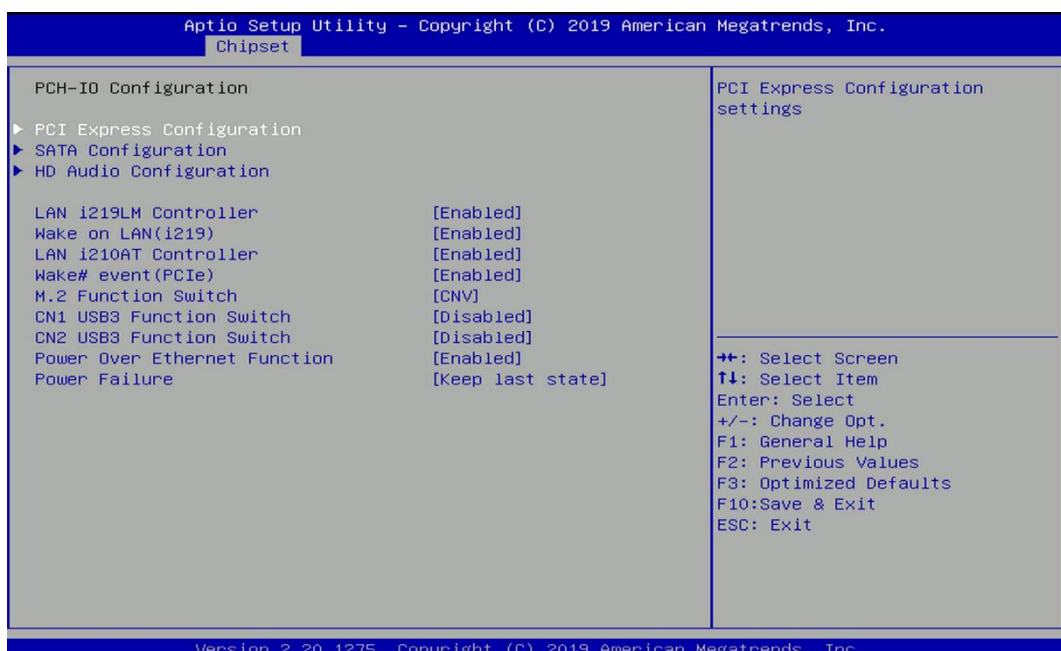 Aptio Setup Utility – Copyright (C) 2019 American Megatrends, Inc.
Chipset
PCH-IO Configuration
PCI Express Configuration
SATA Configuration
HD Audio Configuration
LAN i219LM Controller [Enabled]
Wake on LAN(i219) [Enabled]
LAN i210AT Controller [Enabled]
Wake# event(PCIe) [Enabled]
M.2 Function Switch [CNV]
CN1 USB3 Function Switch [Disabled]
CN2 USB3 Function Switch [Disabled]
Power Over Ethernet Function [Enabled]
Power Failure [Keep last state]
PCI Express Configuration
settings
→←: Select Screen
↑↓: Select Item
Enter: Select
+/-: Change Opt.
F1: General Help
F2: Previous Values
F3: Optimized Defaults
F10:Save & Exit
ESC: Exit
Version 2.20.1275. Copyright (C) 2019 American Megatrends, Inc.